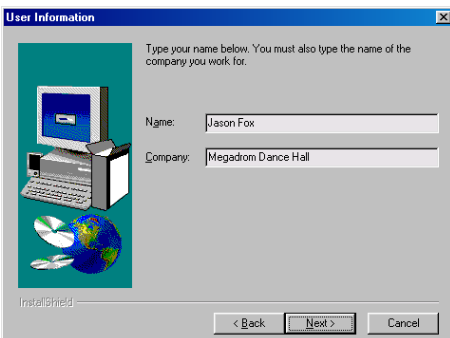 User Information
Type your name below. You must also type the name of the
company you work for.
Name: Jason Fox
Company: Megadrom Dance Hall
InstallShield
< Back Next > Cancel